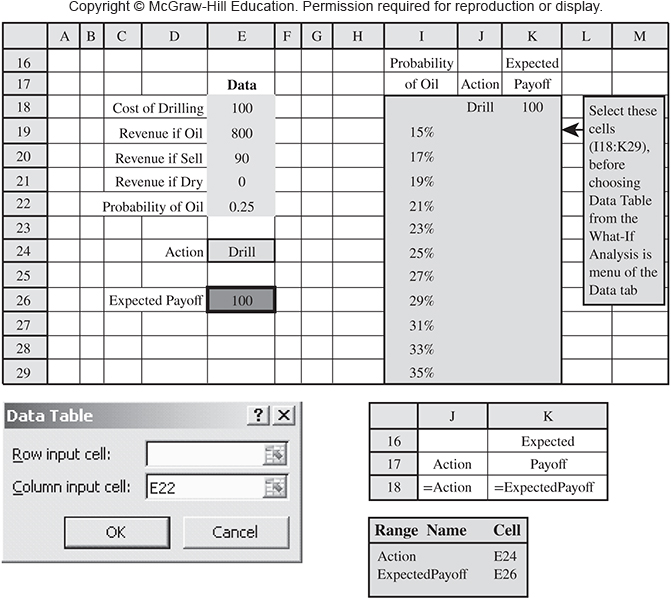 Copyright © McGraw-Hill Education. Permission required for reproduction or display.
A B C D E F G H I J K L M
16 Probability Expected
17 Data of Oil Action Payoff
18 Cost of Drilling 100 Drill 100
19 Revenue if Oil 800 15%
20 Revenue if Sell 90 17%
21 Revenue if Dry 0 19%
22 Probability of Oil 0.25 21%
23 23%
24 Action Drill 25%
25 27%
26 Expected Payoff 100 29%
27 31%
28 33%
29 35%
Select these
cells
(I18:K29),
before
choosing
Data Table
from the
What-If
Analysis is
menu of the
Data tab
Data Table ? X
Row input cell:
Column input cell: E22
OK Cancel
J K
16 Expected
17 Action Payoff
18 =Action =ExpectedPayoff
Range Name Cell
Action E24
ExpectedPayoff E26